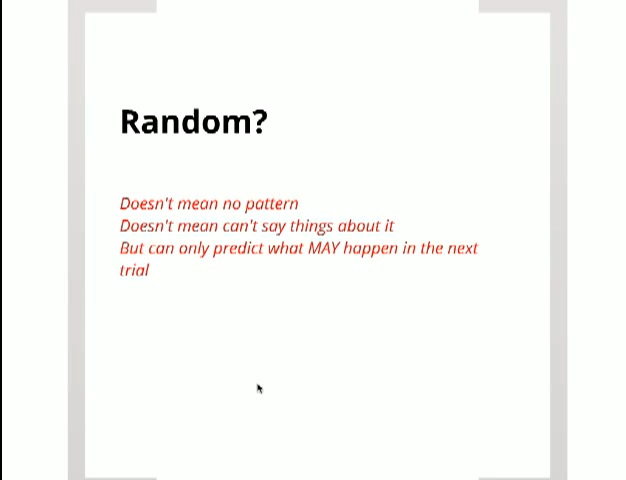 Random?
Doesn't mean no pattern
Doesn't mean can't say things about it
But can only predict what MAY happen in the next
trial